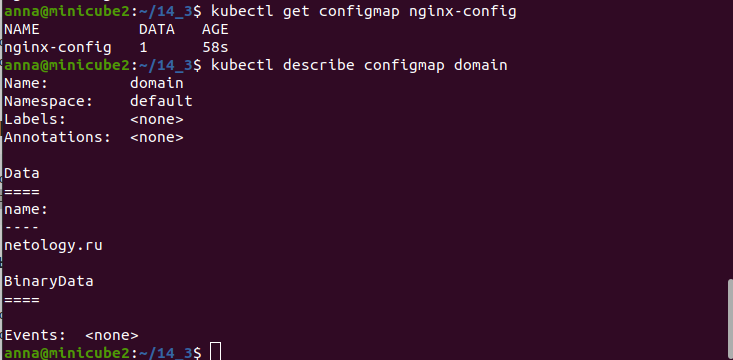 anna@minicube2:~/14_3$ kubectl get configmap nginx-config
NAME           DATA   AGE
nginx-config   1      58s
anna@minicube2:~/14_3$ kubectl describe configmap domain
Name:         domain
Namespace:    default
Labels:       <none>
Annotations:  <none>

Data
====
name:
----
netology.ru

BinaryData
====

Events:  <none>
anna@minicube2:~/14_3$